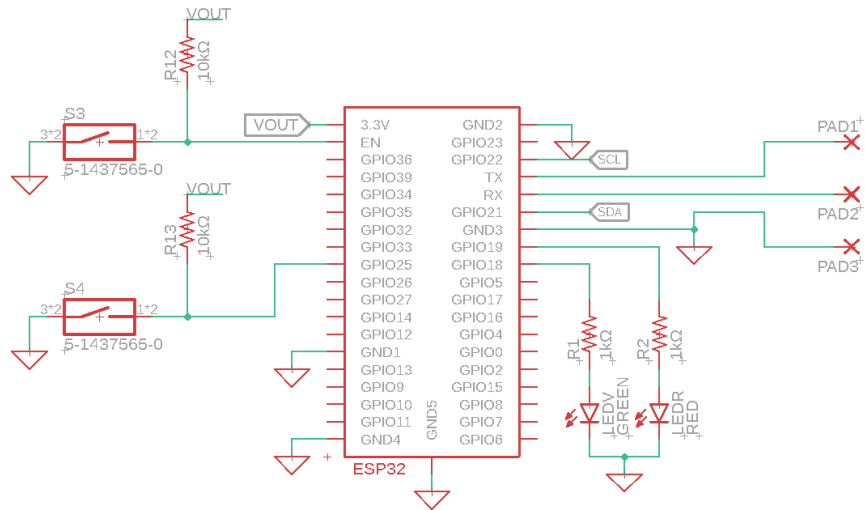 VOUT
R12
10kΩ
S3
3*2
1*2
5-1437565-0
VOUT
R13
10kΩ
S4
3*2
1*2
5-1437565-0
VOUT
3.3V
EN
GPIO36
GPIO39
GPIO34
GPIO35
GPIO32
GPIO33
GPIO25
GPIO26
GPIO27
GPIO14
GPIO12
GND1
GPIO13
GPIO9
GPIO10
GPIO11
GND4
GND5
ESP32
GND2
GPIO23
GPIO22
TX
RX
GPIO21
GND3
GPIO19
GPIO18
GPIO5
GPIO17
GPIO16
GPIO4
GPIO0
GPIO2
GPIO15
GPIO8
GPIO7
GPIO6
SCL
SDA
PAD1
PAD2
PAD3
R1
1kΩ
R2
1kΩ
LEDV
GREEN
LEDR
RED